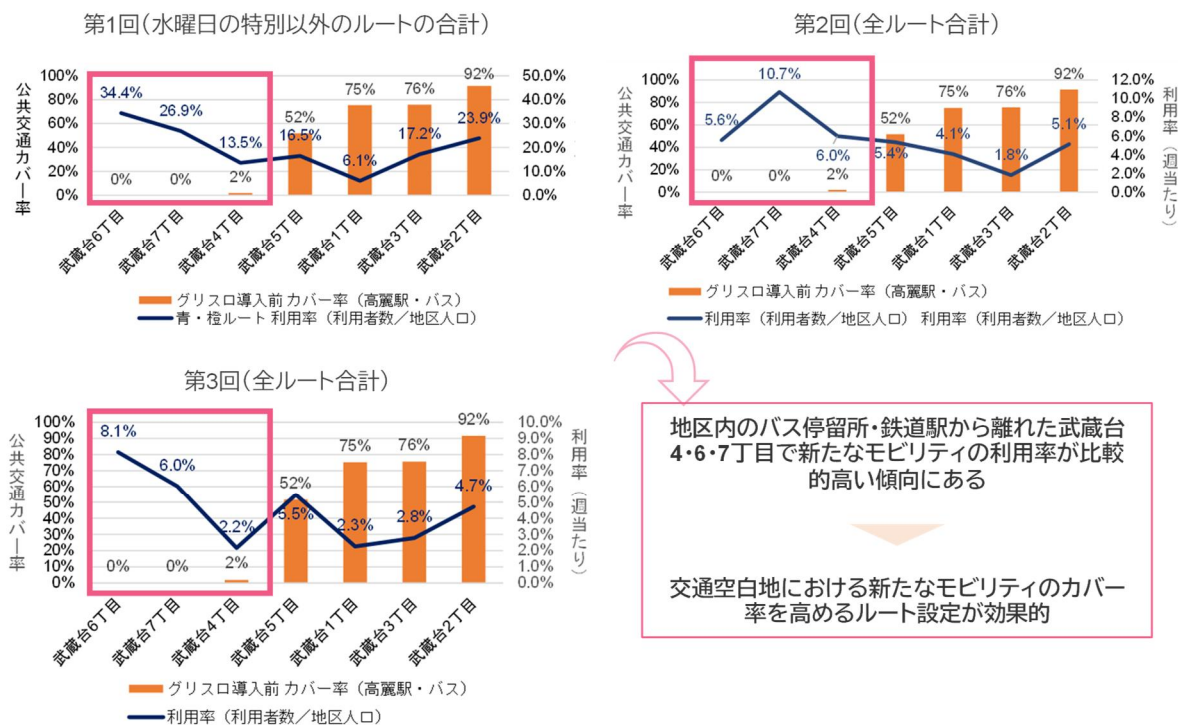 第1回(水曜日の特別以外のルートの合計)
公共交通カバー率
100%
80%
60%
40%
20%
0%
50.0%
40.0%
30.0%
20.0%
10.0%
0.0%
34.4%
26.9%
13.5%
16.5%
6.1%
17.2%
23.9%
0%
0%
2%
52%
75%
76%
92%
武蔵台6丁目
武蔵台7丁目
武蔵台4丁目
武蔵台5丁目
武蔵台1丁目
武蔵台3丁目
武蔵台2丁目
グリスロ導入前 カバー率（高麗駅・バス）
青・橙ルート 利用率（利用者数／地区人口）
第2回(全ルート合計)
公共交通カバー率
100%
80%
60%
40%
20%
0%
12.0%
10.0%
8.0%
6.0%
4.0%
2.0%
0.0%
利用率（週当たり）
5.6%
10.7%
6.0%
5.4%
4.1%
1.8%
5.1%
0%
0%
2%
52%
75%
76%
92%
武蔵台6丁目
武蔵台7丁目
武蔵台4丁目
武蔵台5丁目
武蔵台1丁目
武蔵台3丁目
武蔵台2丁目
グリスロ導入前 カバー率（高麗駅・バス）
利用率（利用者数／地区人口） 利用率（利用者数／地区人口）
第3回(全ルート合計)
公共交通カバー率
100%
90%
80%
70%
60%
50%
40%
30%
20%
10%
0%
10.0%
9.0%
8.0%
7.0%
6.0%
5.0%
4.0%
3.0%
2.0%
1.0%
0.0%
利用率（週当たり）
8.1%
6.0%
2.2%
5.5%
2.3%
2.8%
4.7%
0%
0%
2%
52%
75%
76%
92%
武蔵台6丁目
武蔵台7丁目
武蔵台4丁目
武蔵台5丁目
武蔵台1丁目
武蔵台3丁目
武蔵台2丁目
グリスロ導入前 カバー率（高麗駅・バス）
利用率（利用者数／地区人口）
地区内のバス停留所・鉄道駅から離れた武蔵台
4・6・7丁目で新たなモビリティの利用率が比較
的高い傾向にある
交通空白地における新たなモビリティのカバー
率を高めるルート設定が効果的